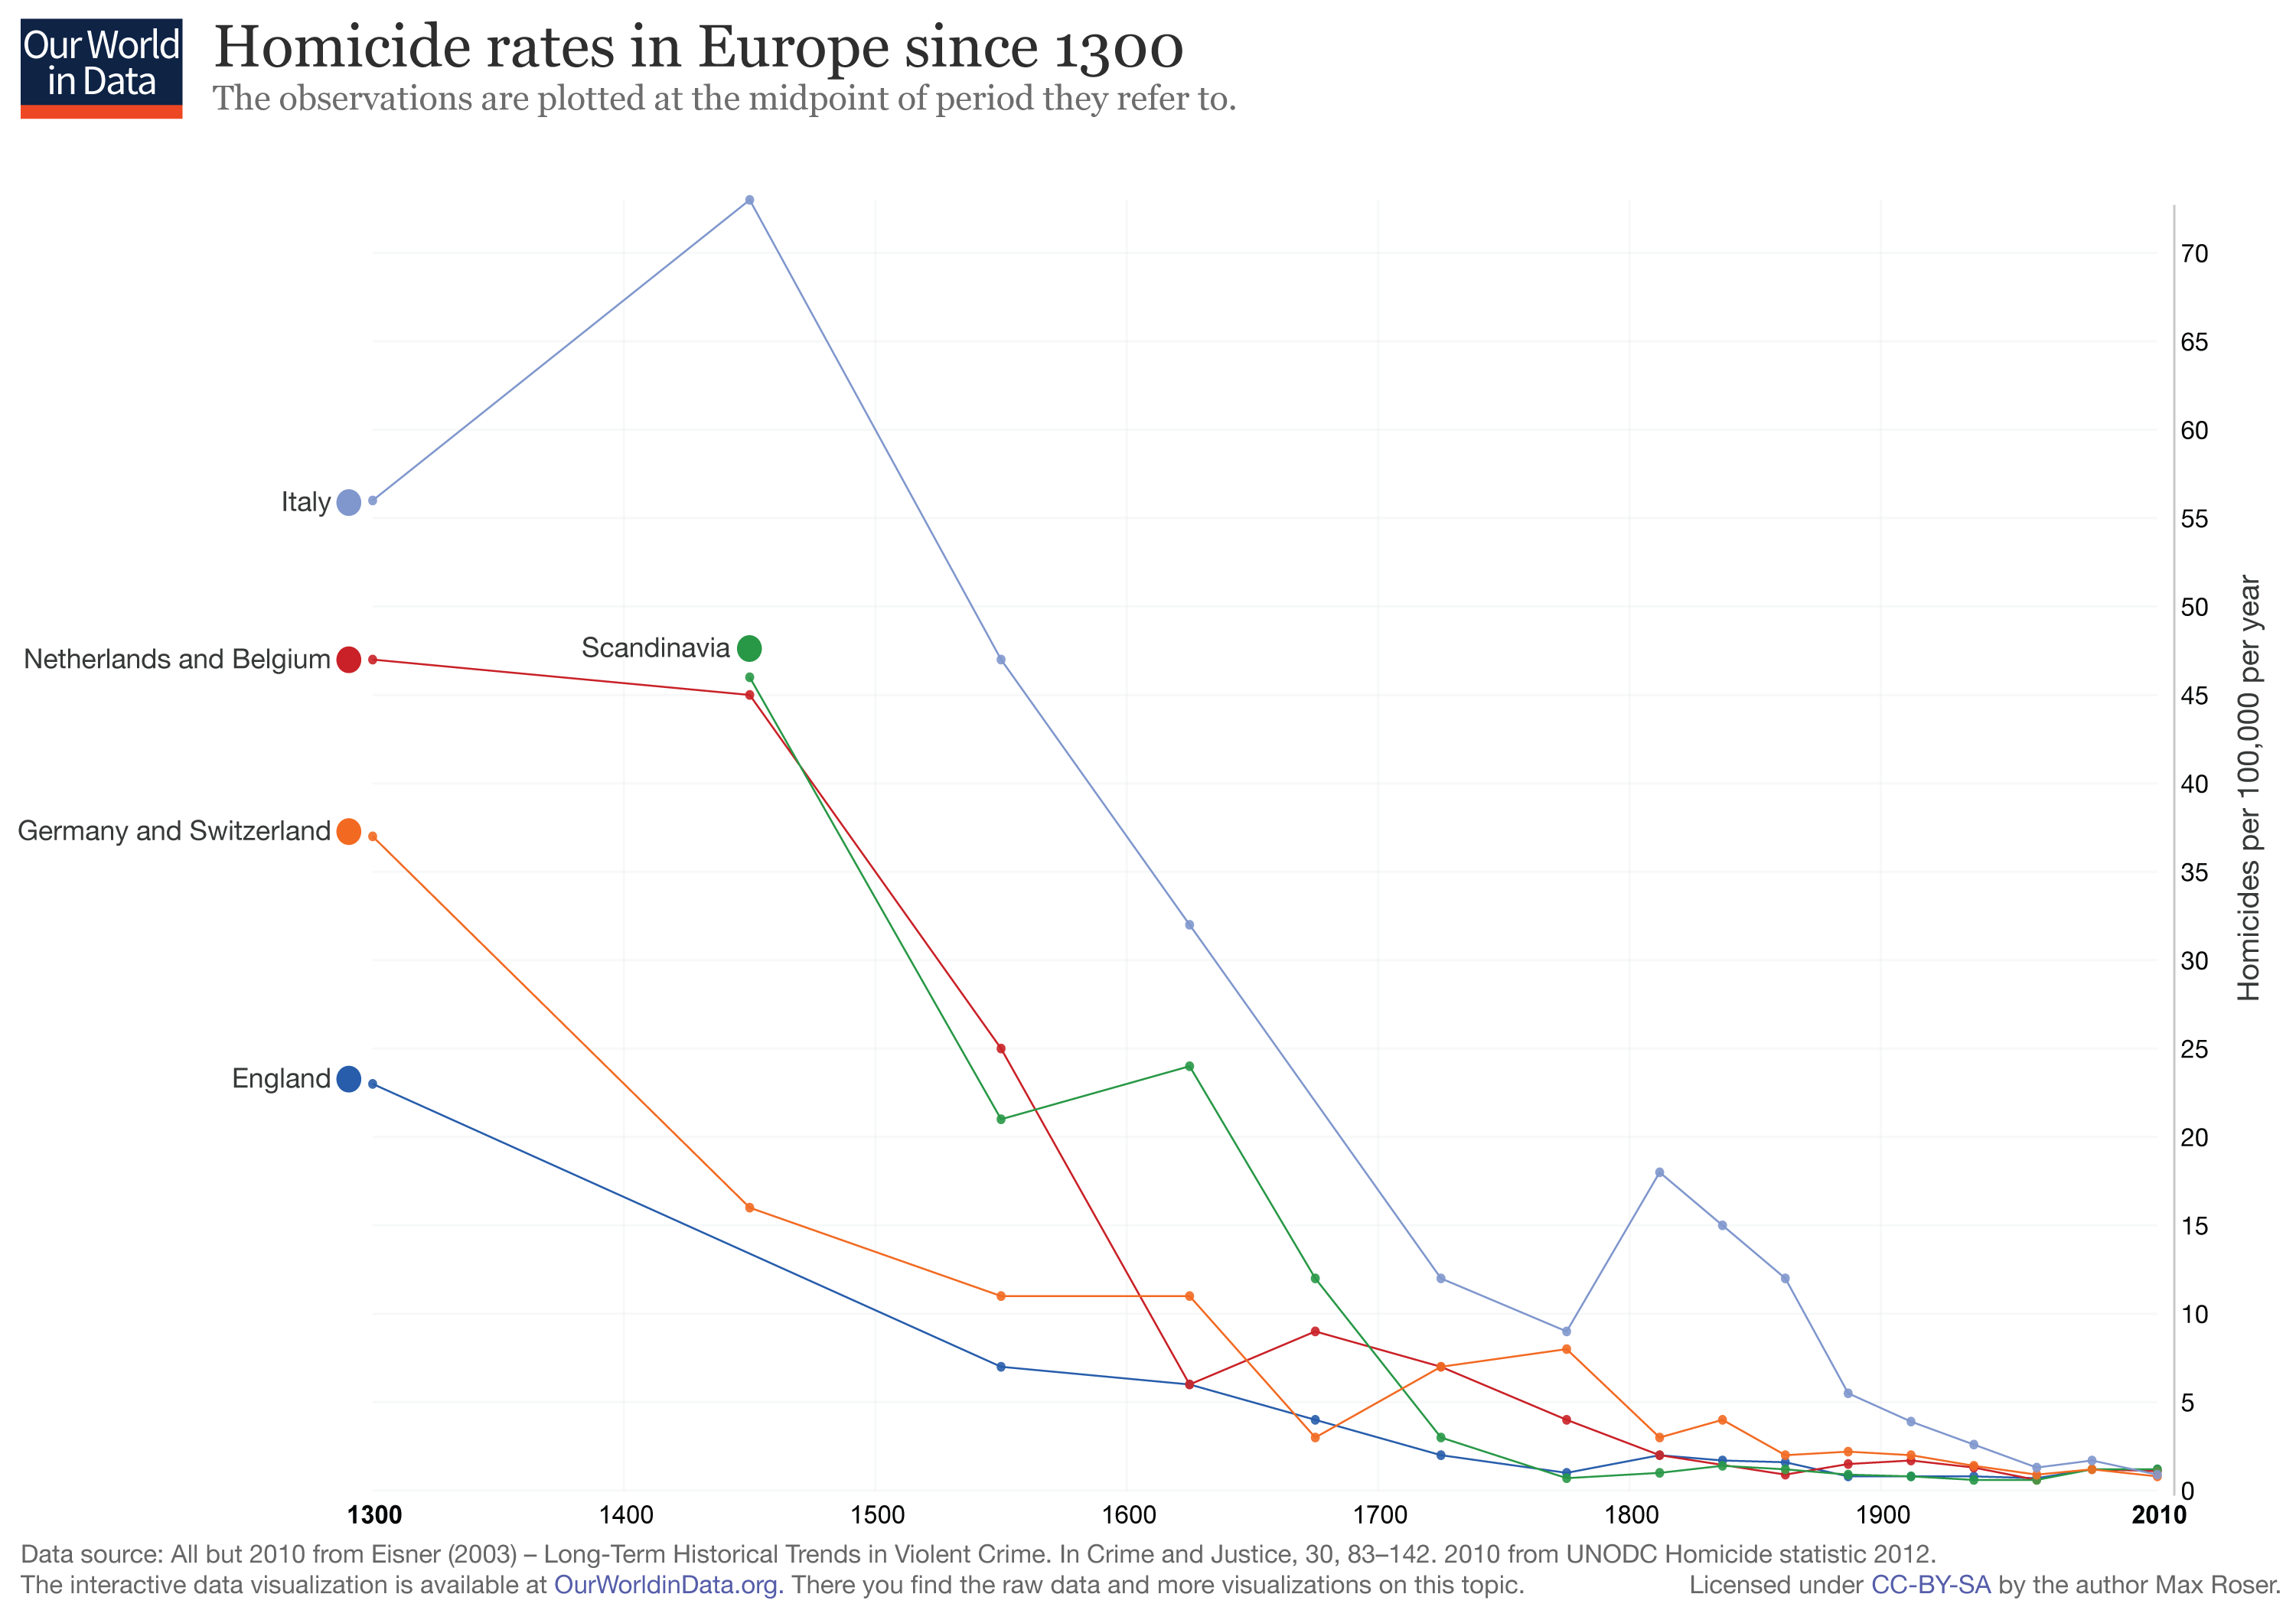 Our World
in Data
Homicide rates in Europe since 1300
The observations are plotted at the midpoint of period they refer to.
70
65
60
Italy
55
50
Netherlands and Belgium
Scandinavia
45
40
Germany and Switzerland
35
30
25
England
20
15
10
5
0
Homicides per 100,000 per year
1300 1400 1500 1600 1700 1800 1900 2010
Data source: All but 2010 from Eisner (2003) – Long-Term Historical Trends in Violent Crime. In Crime and Justice, 30, 83–142. 2010 from UNODC Homicide statistic 2012.
The interactive data visualization is available at OurWorldinData.org. There you find the raw data and more visualizations on this topic.
Licensed under CC-BY-SA by the author Max Roser.